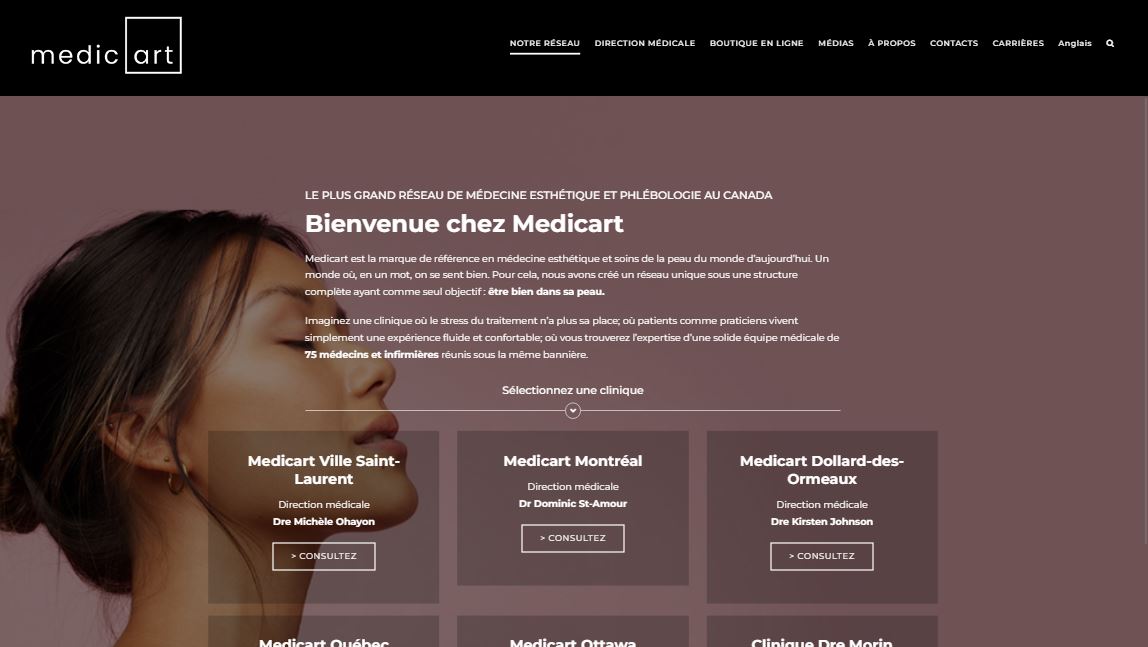 medic art
NOTRE RÉSEAU DIRECTION MÉDICALE BOUTIQUE EN LIGNE MÉDIAS À PROPOS CONTACTS CARRIÈRES Anglais
LE PLUS GRAND RÉSEAU DE MÉDECINE ESTHÉTIQUE ET PHLÉBOLOGIE AU CANADA
Bienvenue chez Medicart
Medicart est la marque de référence en médecine esthétique et soins de la peau du monde d'aujourd'hui. Un
monde où, en un mot, on se sent bien. Pour cela, nous avons créé un réseau unique sous une structure
complète ayant comme seul objectif : être bien dans sa peau.
Imaginez une clinique où le stress du traitement n'a plus sa place; où patients comme praticiens vivent
simplement une expérience fluide et confortable; où vous trouverez l'expertise d'une solide équipe médicale de
75 médecins et infirmières réunis sous la même bannière.
Sélectionnez une clinique
Medicart Ville Saint-
Laurent
Direction médicale
Dre Michèle Ohayon
> CONSULTEZ
Medicart Montréal
Direction médicale
Dr Dominic St-Amour
> CONSULTEZ
Medicart Dollard-des-
Ormeaux
Direction médicale
Dre Kirsten Johnson
> CONSULTEZ
Medicart Québec
Medicart Ottawa
Clinique Dre Morin